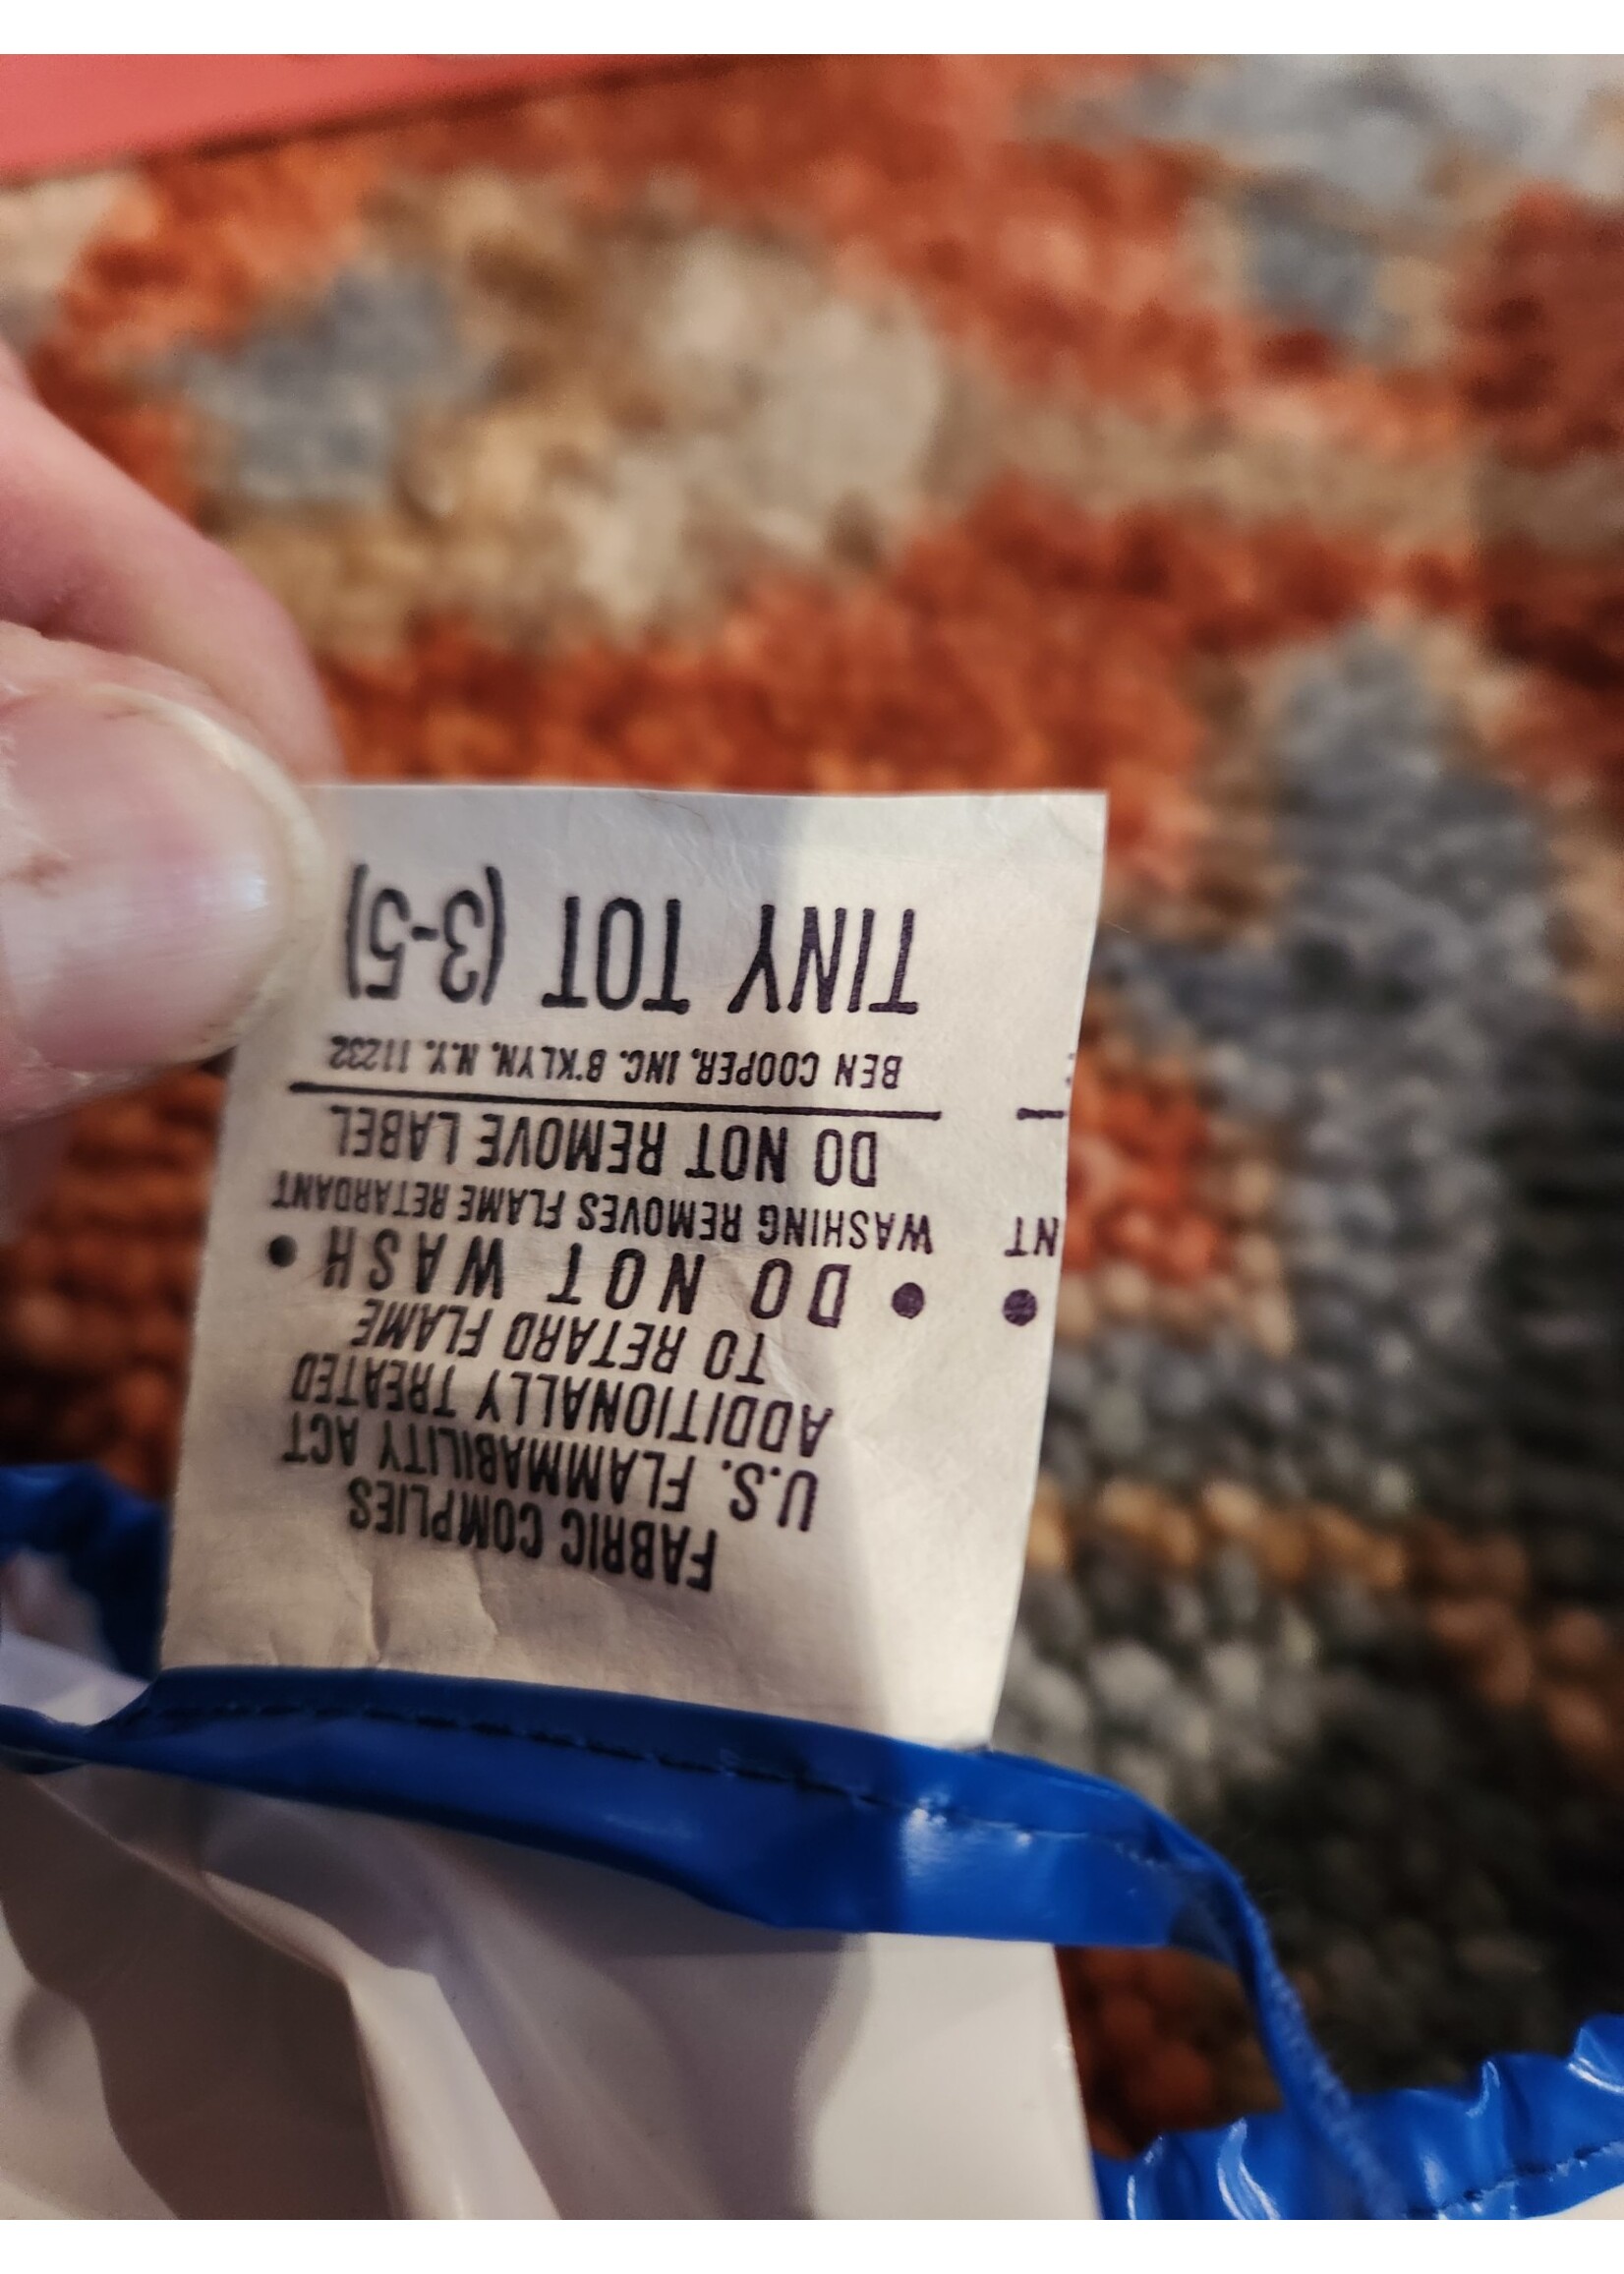 FABRIC COMPLIES
U.S. FLAMMABILITY ACT
ADDITIONALLY TREATED
TO RETARD FLAME
• DO NOT WASH •
WASHING REMOVES FLAME RETARDANT
DO NOT REMOVE LABEL
BEN COOPER, INC. B'KLYN, N.Y. 11232
TINY TOT (3-5)
NT
•